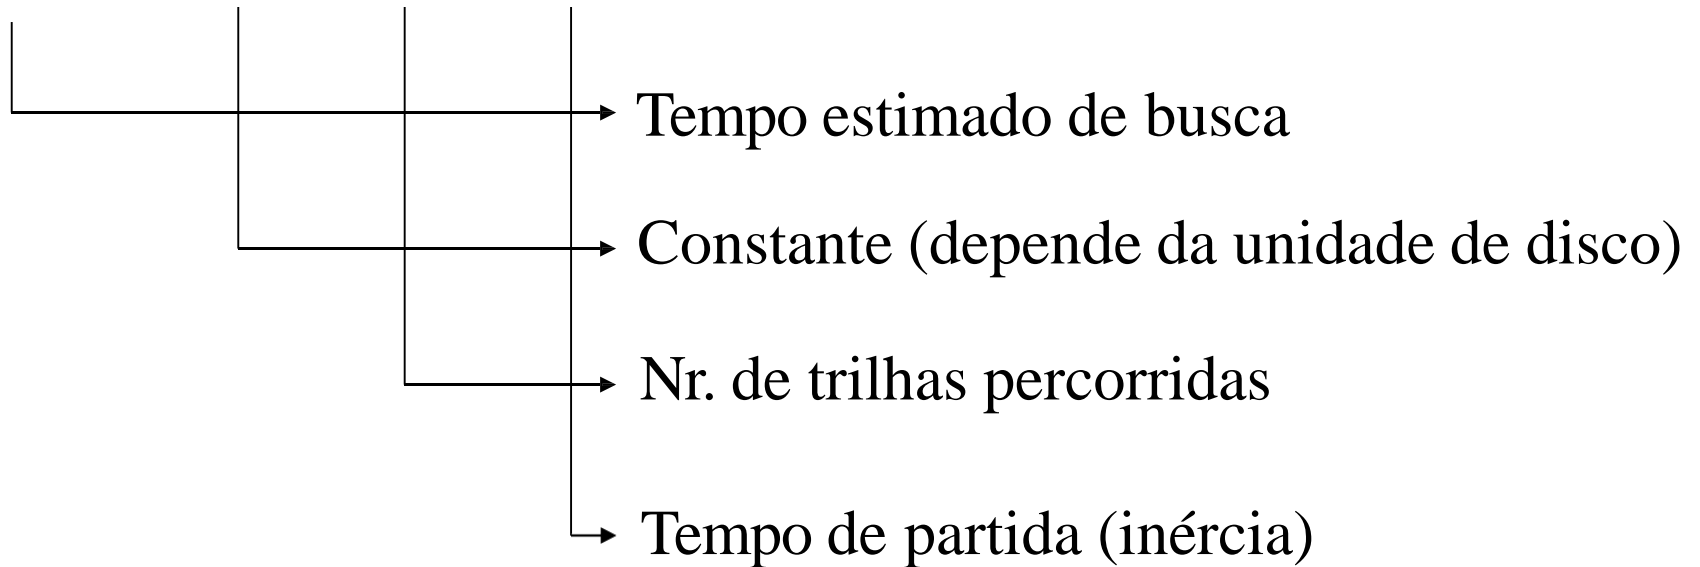 Tempo estimado de busca
Constante (depende da unidade de disco)
Nr. de trilhas percorridas
Tempo de partida (inércia)